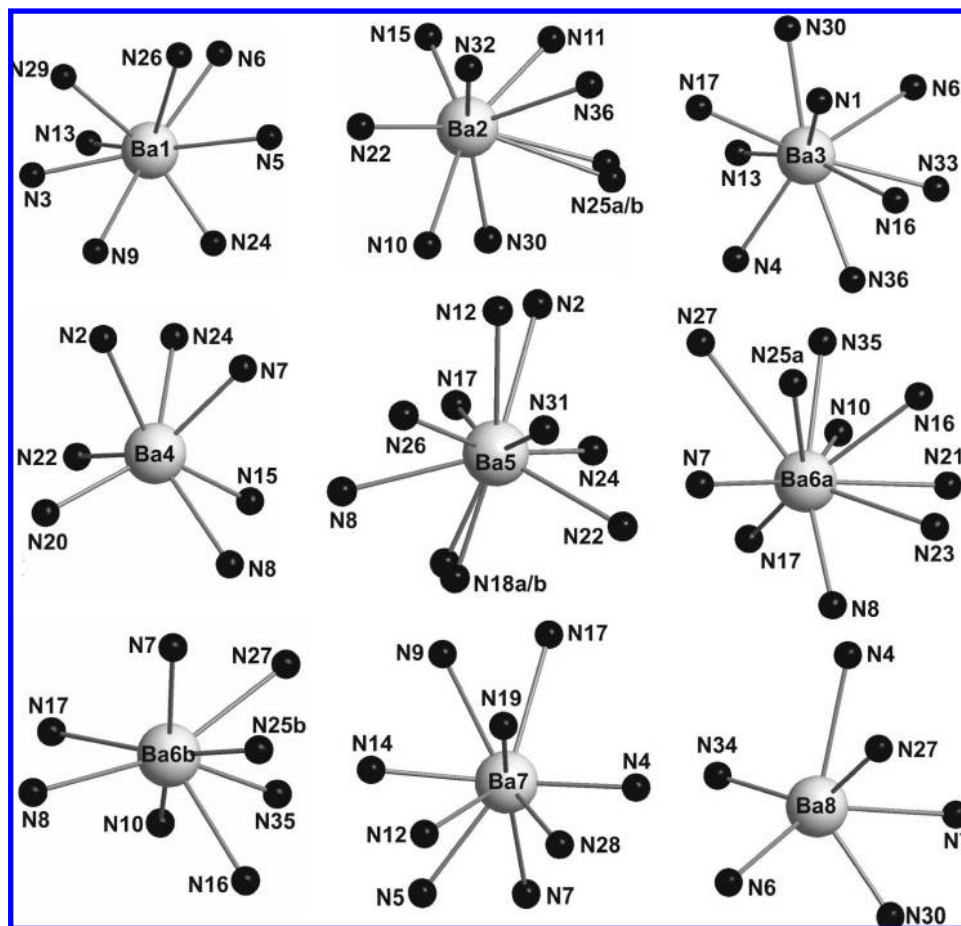 N29
N26
N6
N13
Ba1
N5
N3
N9
N24
N15
N32
N11
N36
Ba2
N22
N25a/b
N10
N30
N30
N17
N1
N6
Ba3
N13
N33
N16
N4
N36
N2
N24
N7
N22
Ba4
N15
N20
N8
N12
N2
N17
N31
N26
Ba5
N24
N8
N22
N18a/b
N27
N25a
N35
N10
N16
N7
Ba6a
N21
N23
N17
N8
N7
N27
N17
N25b
Ba6b
N8
N10
N35
N16
N9
N17
N19
N14
N4
Ba7
N12
N28
N5
N7
N4
N34
N27
Ba8
N6
N30